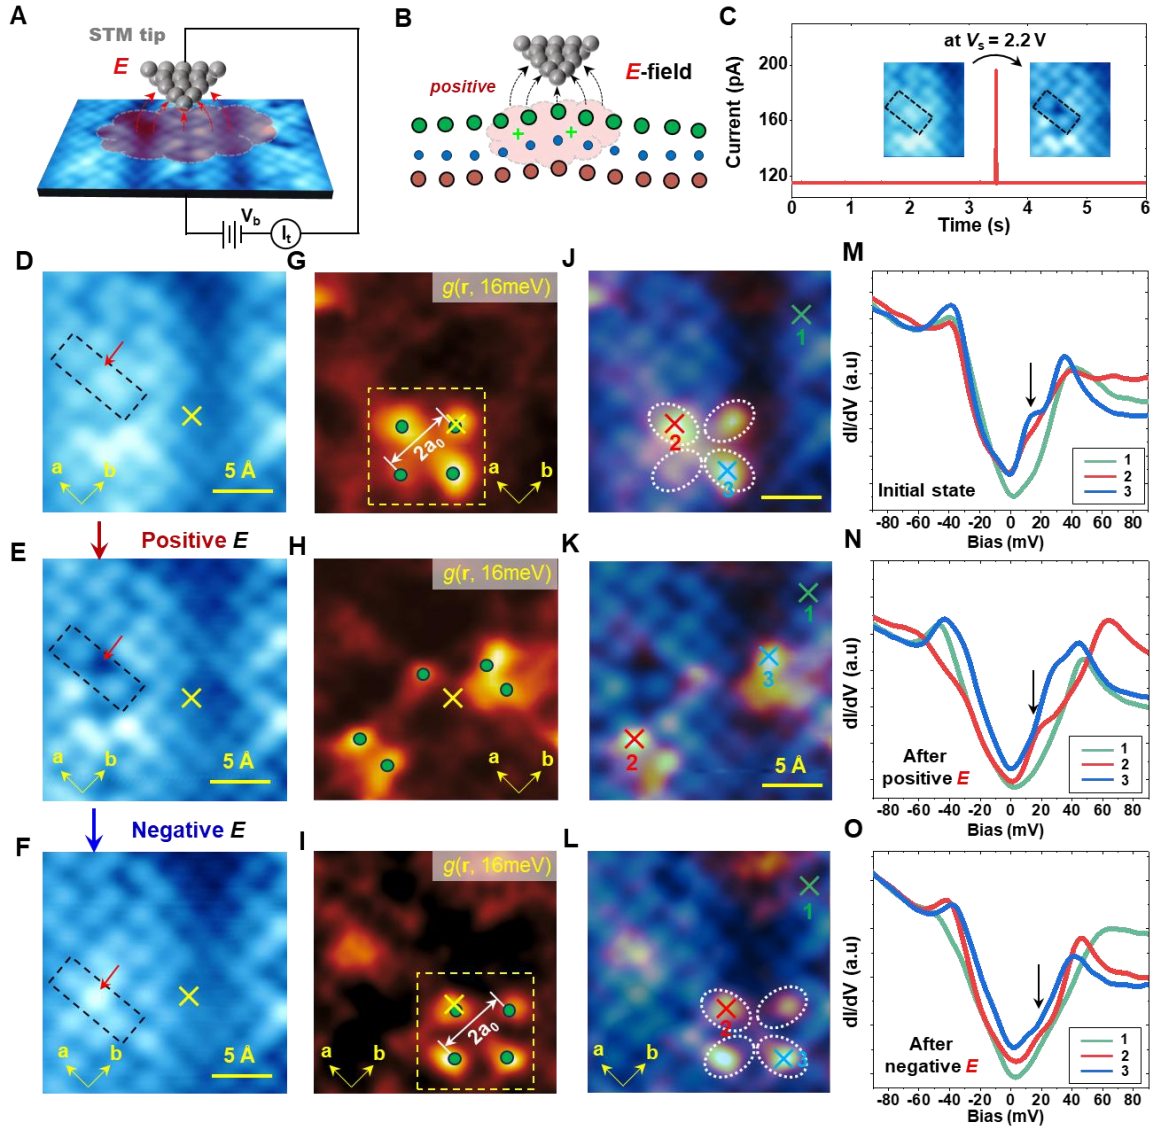 A
STM tip
E
V_b
I_t
B
positive
E-field
+
+
C
at V_s = 2.2 V
Current (pA)
200
160
120
0 1 2 3 4 5 6
Time (s)
D
a b
5 Å
G
g(r, 16meV)
2a_0
a b
J
1
2
3
M
dI/dV (a.u)
Initial state
1
2
3
-80 -60 -40 -20 0 20 40 60 80
Bias (mV)
Positive E
E
a b
5 Å
H
g(r, 16meV)
a b
K
1
3
2
5 Å
N
dI/dV (a.u)
After
positive E
1
2
3
-80 -60 -40 -20 0 20 40 60 80
Bias (mV)
Negative E
F
a b
5 Å
I
g(r, 16meV)
2a_0
a b
L
1
2
3
a b
O
dI/dV (a.u)
After
negative E
1
2
3
-80 -60 -40 -20 0 20 40 60 80
Bias (mV)